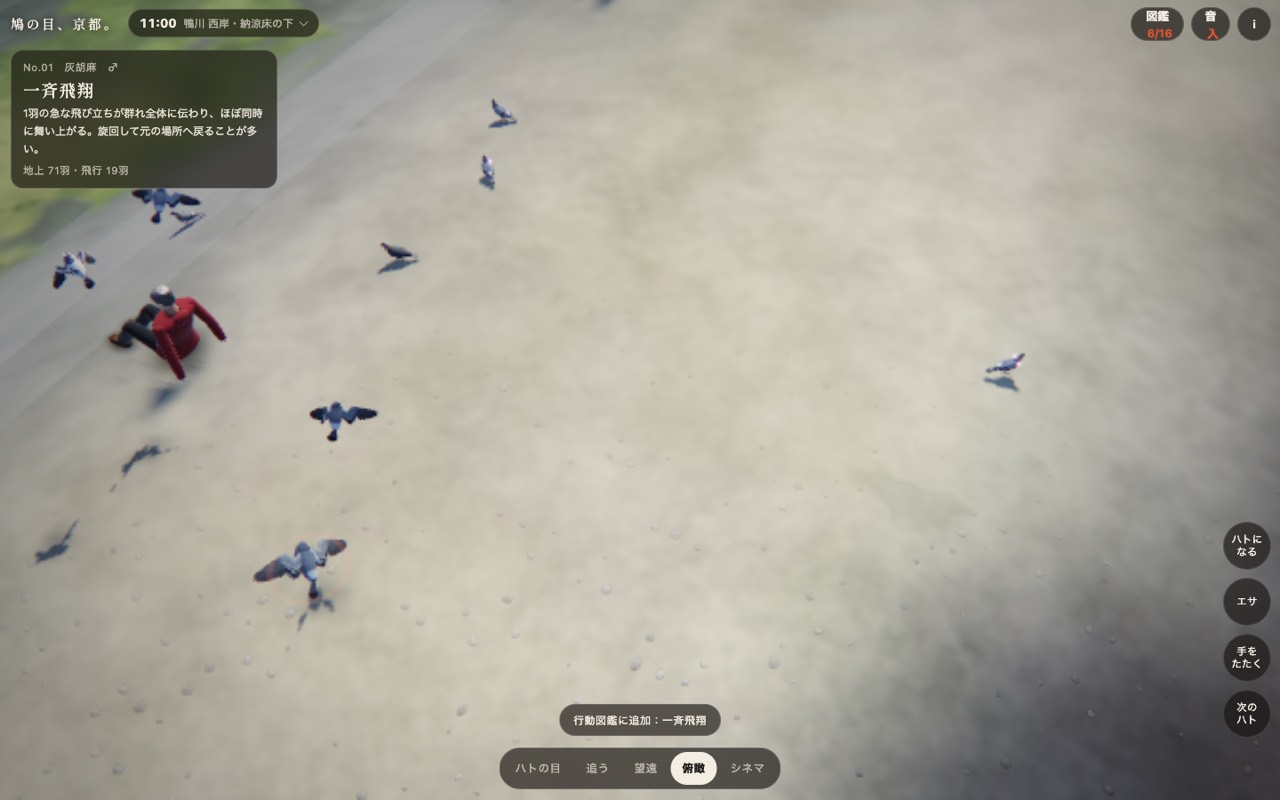 鳩の目、京都。
11:00 鴨川 西岸・納涼床の下
図鑑
6/16
音
入
i
No.01 灰胡麻 ♂
一斉飛翔
1羽の急な飛び立ちが群れ全体に伝わり、ほぼ同時
に舞い上がる。旋回して元の場所へ戻ることが多
い。
地上 71羽・飛行 19羽
ハトに
なる
エサ
手を
たたく
次の
ハト
行動図鑑に追加：一斉飛翔
ハトの目 追う 望遠 俯瞰 シネマ